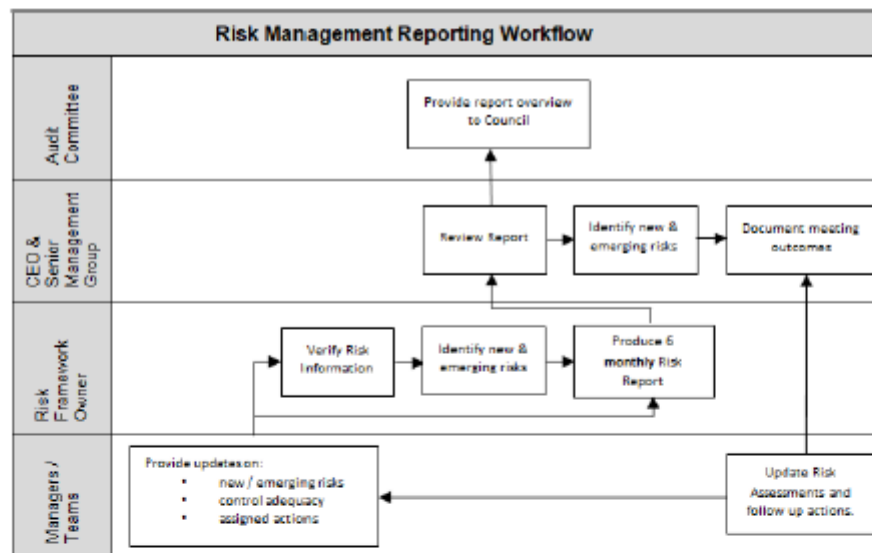 Risk Management Reporting Workflow
Audit
Committee
Provide report overview
to Council
CEO &
Senior
Management
Group
Review Report
Identify new &
emerging risks
Document meeting
outcomes
Risk
Framework
Owner
Verify Risk
Information
Identify new &
emerging risks
Produce 6
monthly Risk
Report
Managers /
Teams
Provide updates on:
• new / emerging risks
• control adequacy
• assigned actions
Update Risk
Assessments and
follow up actions.